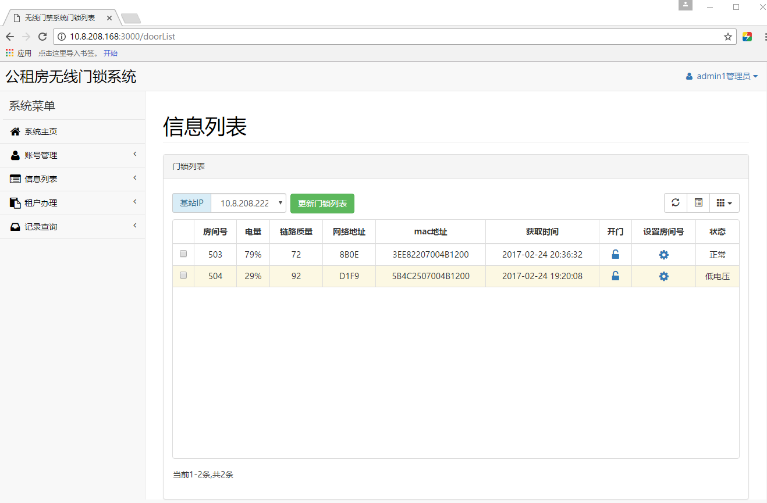 无线门禁系统门锁列表
10.8.208.168:3000/doorList
应用 点击这里导入书签。 开始
公租房无线门锁系统
admin1管理员
系统菜单
系统主页
账号管理
信息列表
租户办理
记录查询
信息列表
门锁列表
基站IP 10.8.208.222 更新门锁列表
房间号 电量 链路质量 网络地址 mac地址 获取时间 开门 设置房间号 状态
503 79% 72 8B0E 3EE82207004B1200 2017-02-24 20:36:32 正常
504 29% 92 D1F9 5B4C2507004B1200 2017-02-24 19:20:08 低电压
当前1-2条,共2条